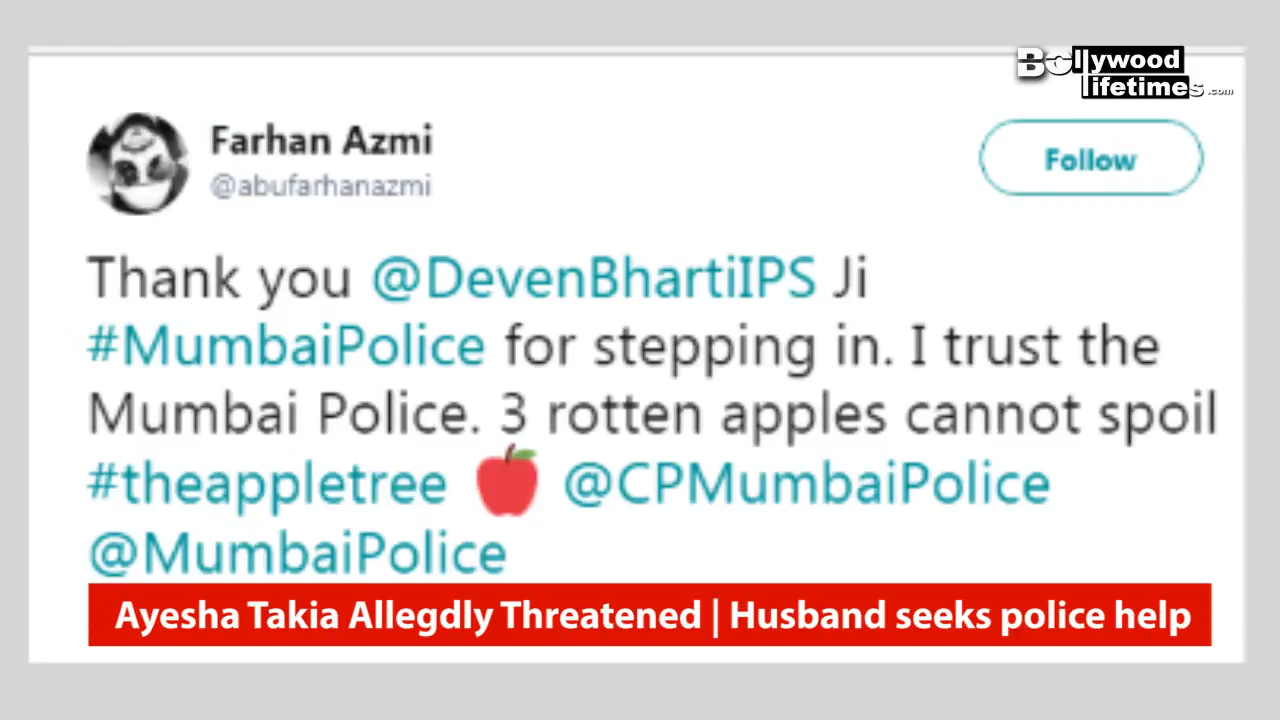 Bollywood
lifetimes.com
Farhan Azmi
@abufarhanazmi
Follow
Thank you @DevenBhartiIPS Ji
#MumbaiPolice for stepping in. I trust the
Mumbai Police. 3 rotten apples cannot spoil
#theappletree 🍎 @CPMumbaiPolice
@MumbaiPolice
Ayesha Takia Allegdly Threatened | Husband seeks police help